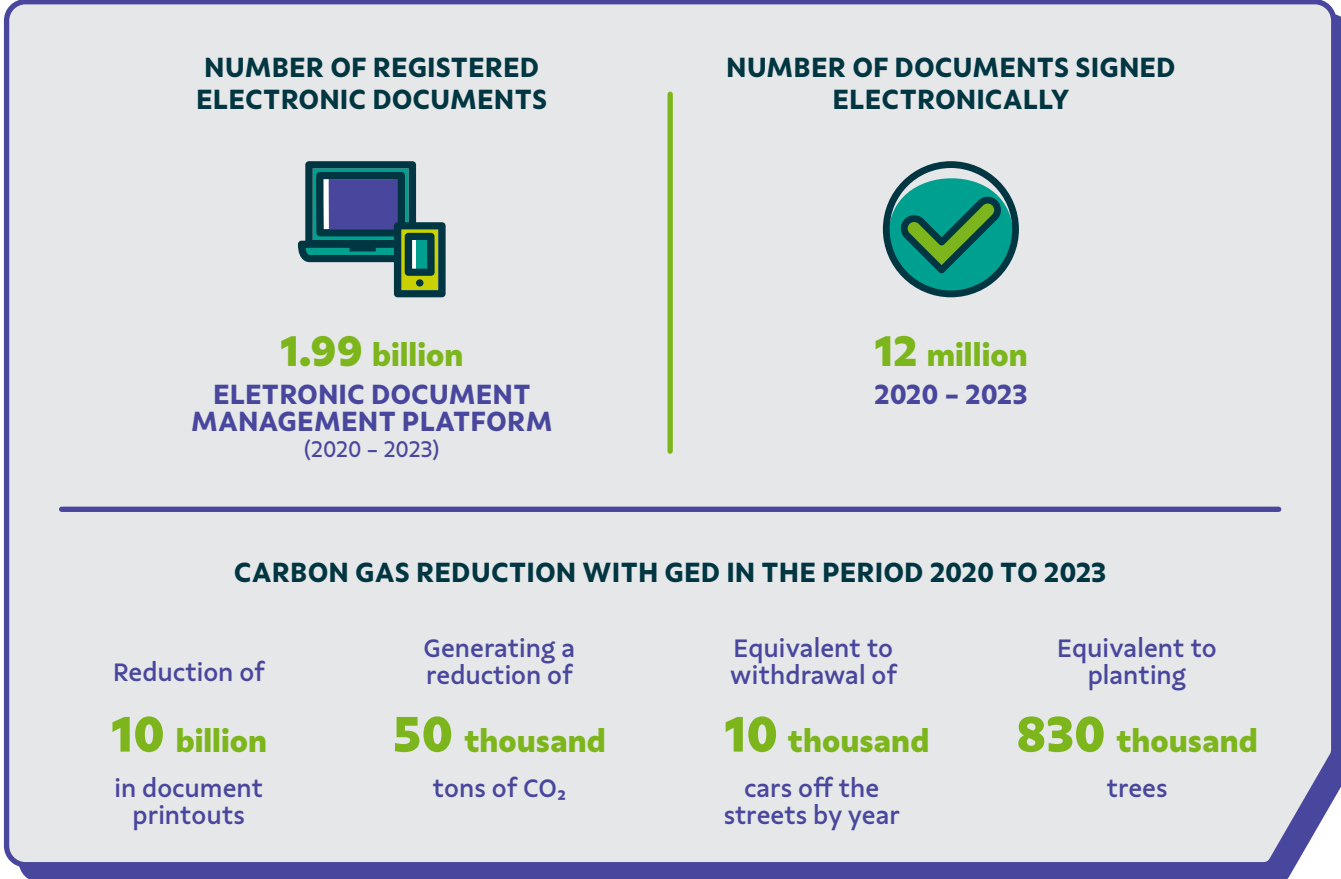 NUMBER OF REGISTERED
ELECTRONIC DOCUMENTS
1.99 billion
ELETRONIC DOCUMENT
MANAGEMENT PLATFORM
(2020 – 2023)
NUMBER OF DOCUMENTS SIGNED
ELECTRONICALLY
12 million
2020 – 2023
CARBON GAS REDUCTION WITH GED IN THE PERIOD 2020 TO 2023
Reduction of
10 billion
in document
printouts
Generating a
reduction of
50 thousand
tons of CO₂
Equivalent to
withdrawal of
10 thousand
cars off the
streets by year
Equivalent to
planting
830 thousand
trees